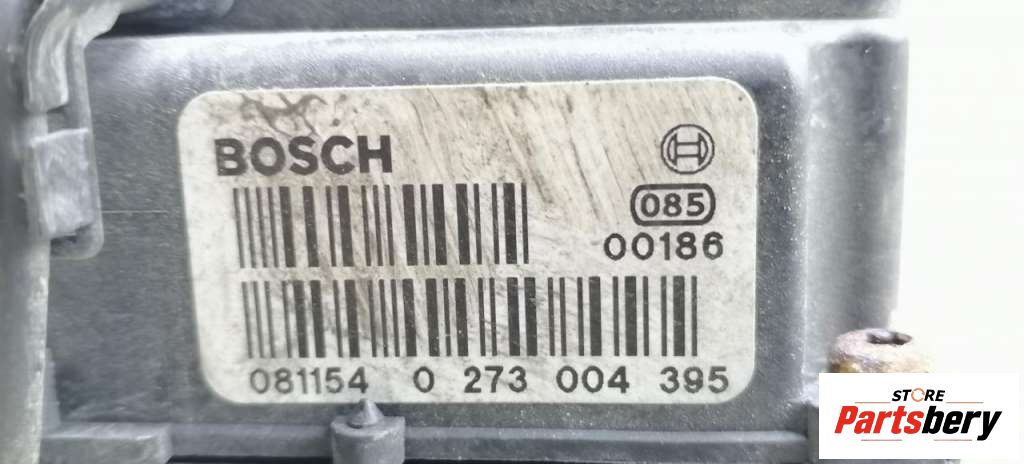 BOSCH
085
00186
081154 0 273 004 395
STORE
Partsbery